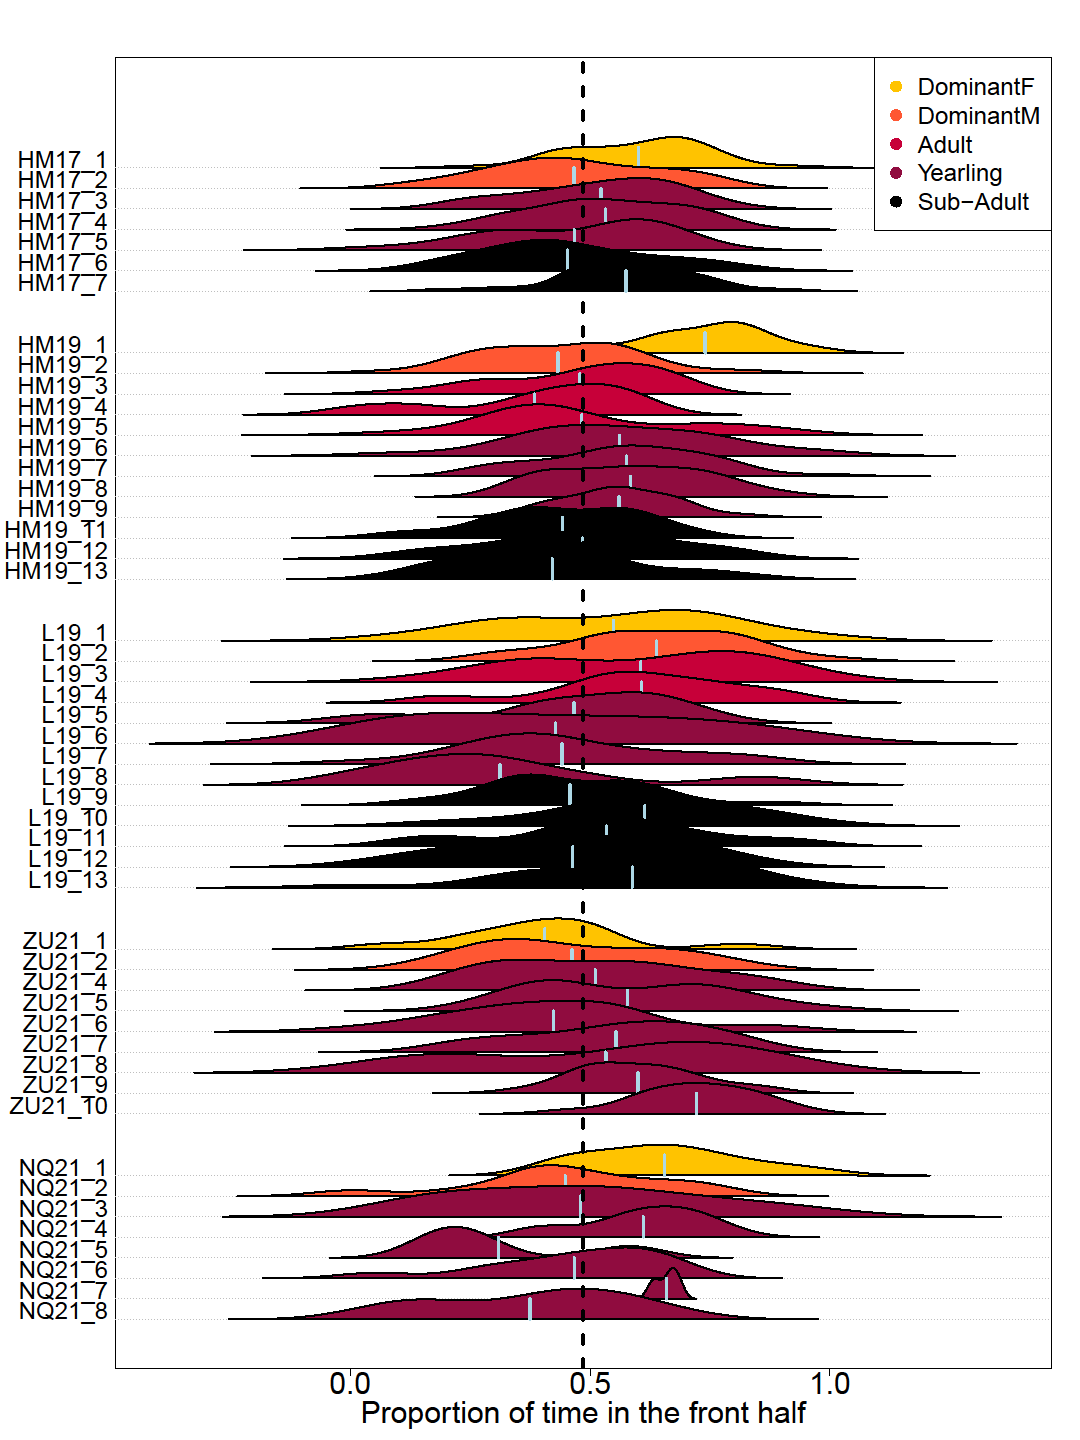 DominantF
DominantM
Adult
Yearling
Sub−Adult
HM17_1
HM17_2
HM17_3
HM17_4
HM17_5
HM17_6
HM17_7
HM19_1
HM19_2
HM19_3
HM19_4
HM19_5
HM19_6
HM19_7
HM19_8
HM19_9
HM19_11
HM19_12
HM19_13
L19_1
L19_2
L19_3
L19_4
L19_5
L19_6
L19_7
L19_8
L19_9
L19_10
L19_11
L19_12
L19_13
ZU21_1
ZU21_2
ZU21_4
ZU21_5
ZU21_6
ZU21_7
ZU21_8
ZU21_9
ZU21_10
NQ21_1
NQ21_2
NQ21_3
NQ21_4
NQ21_5
NQ21_6
NQ21_7
NQ21_8
0.0 0.5 1.0
Proportion of time in the front half